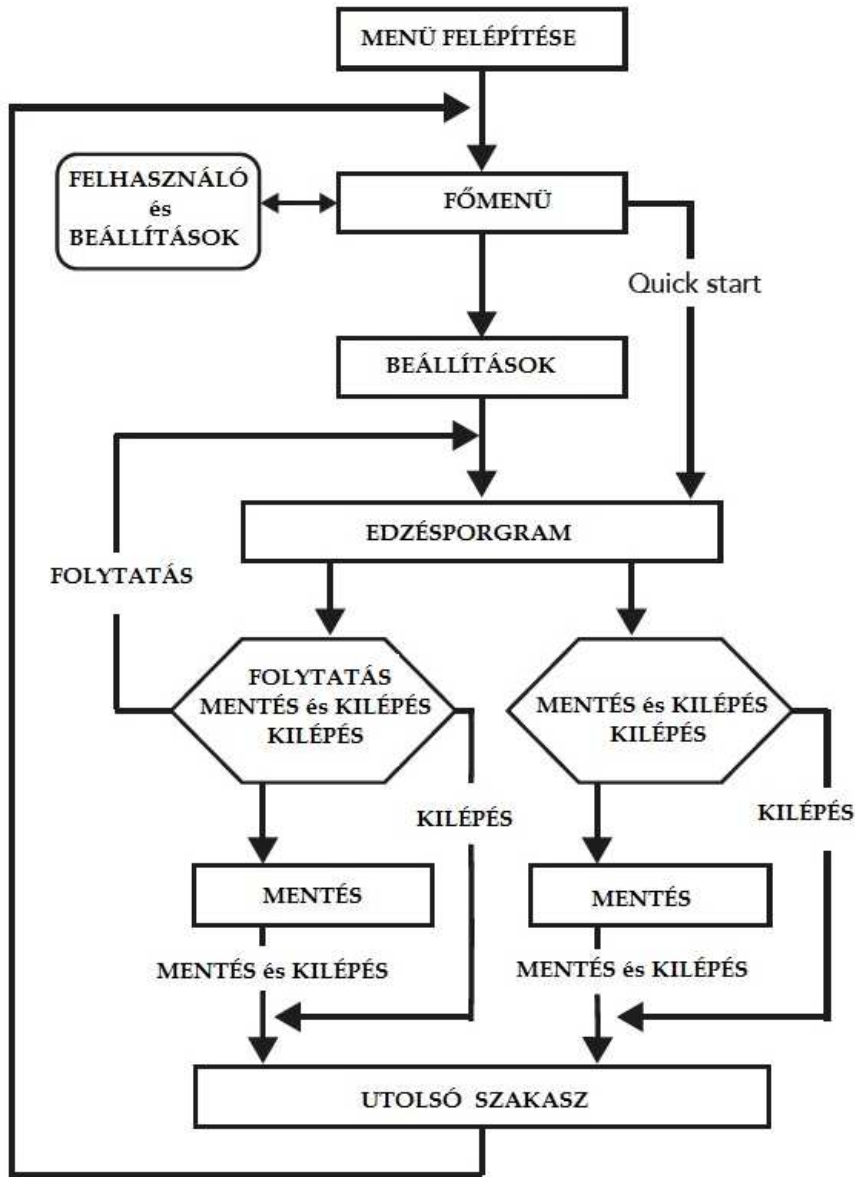 MENÜ FELÉPÍTÉSE
FELHASZNÁLÓ
és
BEÁLLÍTÁSOK
FŐMENÜ
Quick start
BEÁLLÍTÁSOK
EDZÉSPORGRAM
FOLYTATÁS
FOLYTATÁS
MENTÉS és KILÉPÉS
KILÉPÉS
MENTÉS és KILÉPÉS
KILÉPÉS
KILÉPÉS
KILÉPÉS
MENTÉS
MENTÉS
MENTÉS és KILÉPÉS
MENTÉS és KILÉPÉS
UTOLSÓ SZAKASZ